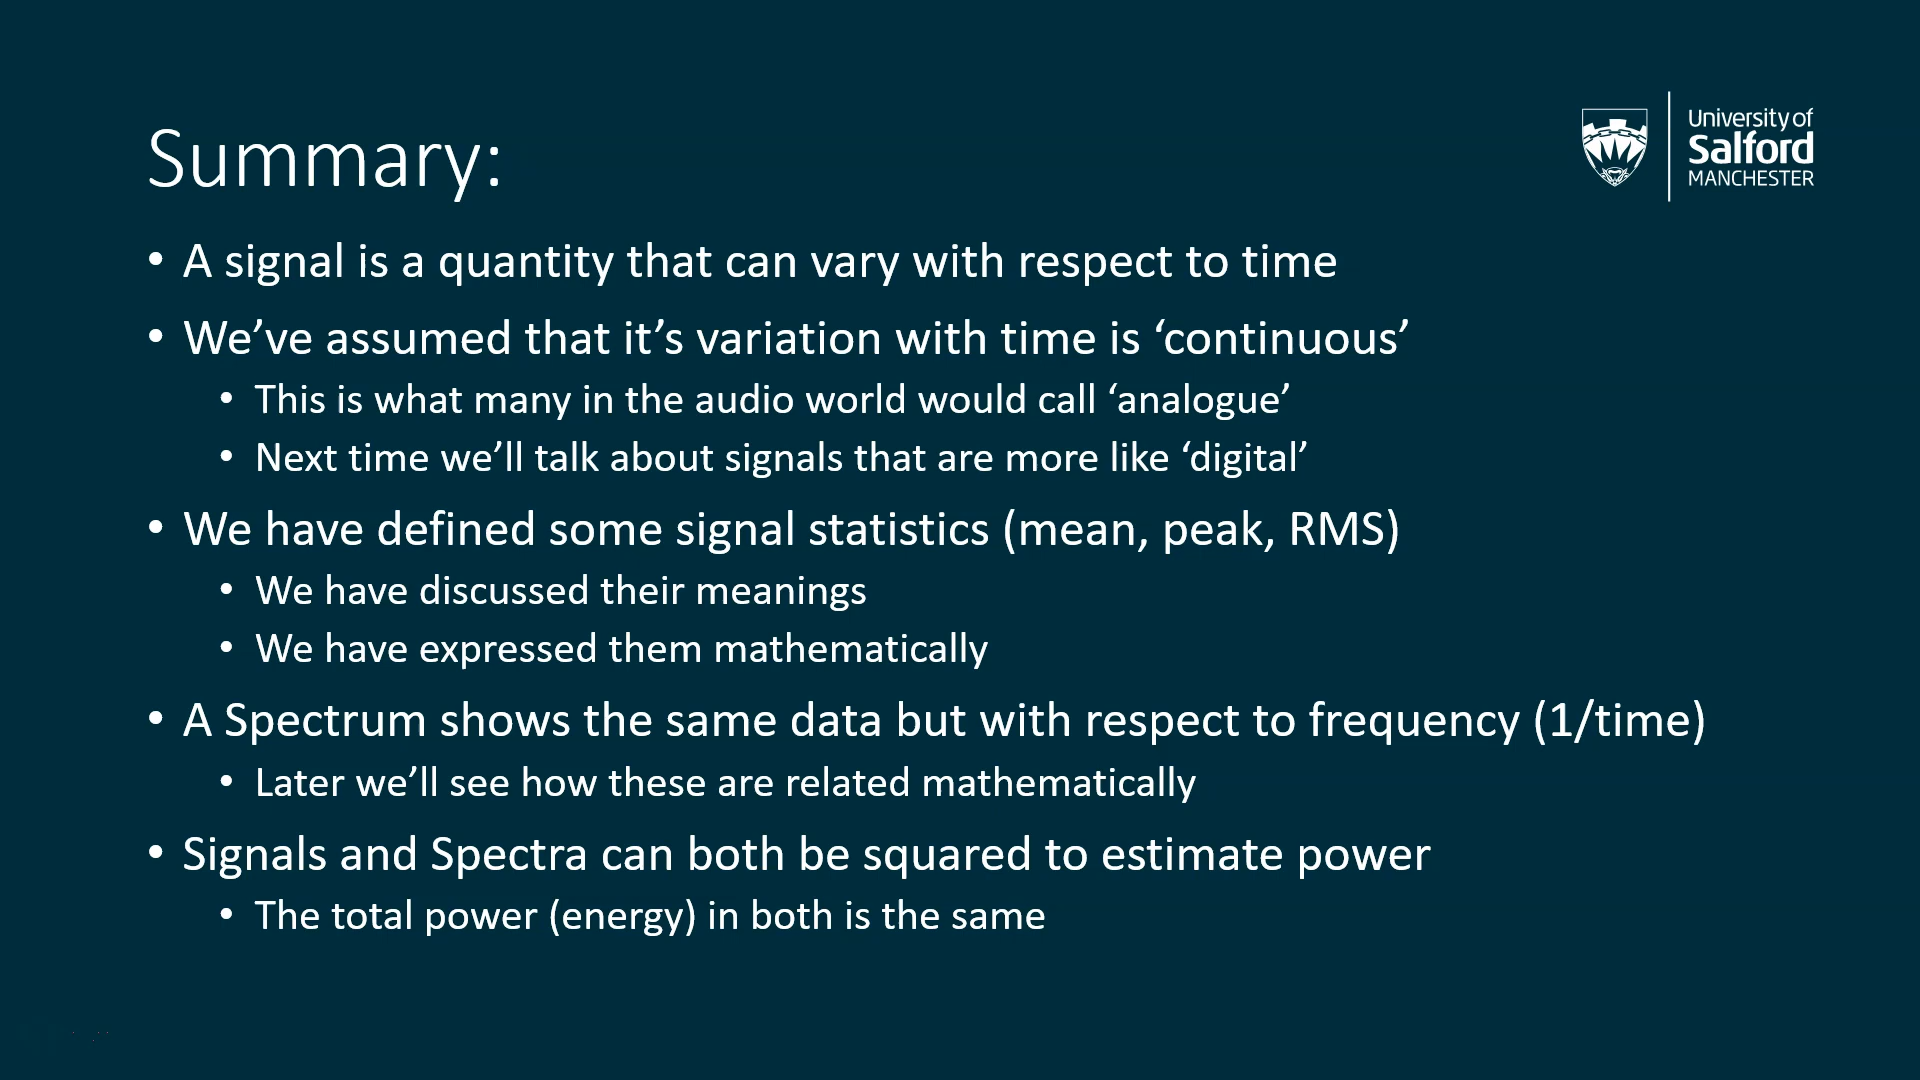 University of
Salford
MANCHESTER
Summary:
• A signal is a quantity that can vary with respect to time
• We’ve assumed that it’s variation with time is ‘continuous’
• This is what many in the audio world would call ‘analogue’
• Next time we’ll talk about signals that are more like ‘digital’
• We have defined some signal statistics (mean, peak, RMS)
• We have discussed their meanings
• We have expressed them mathematically
• A Spectrum shows the same data but with respect to frequency (1/time)
• Later we’ll see how these are related mathematically
• Signals and Spectra can both be squared to estimate power
• The total power (energy) in both is the same